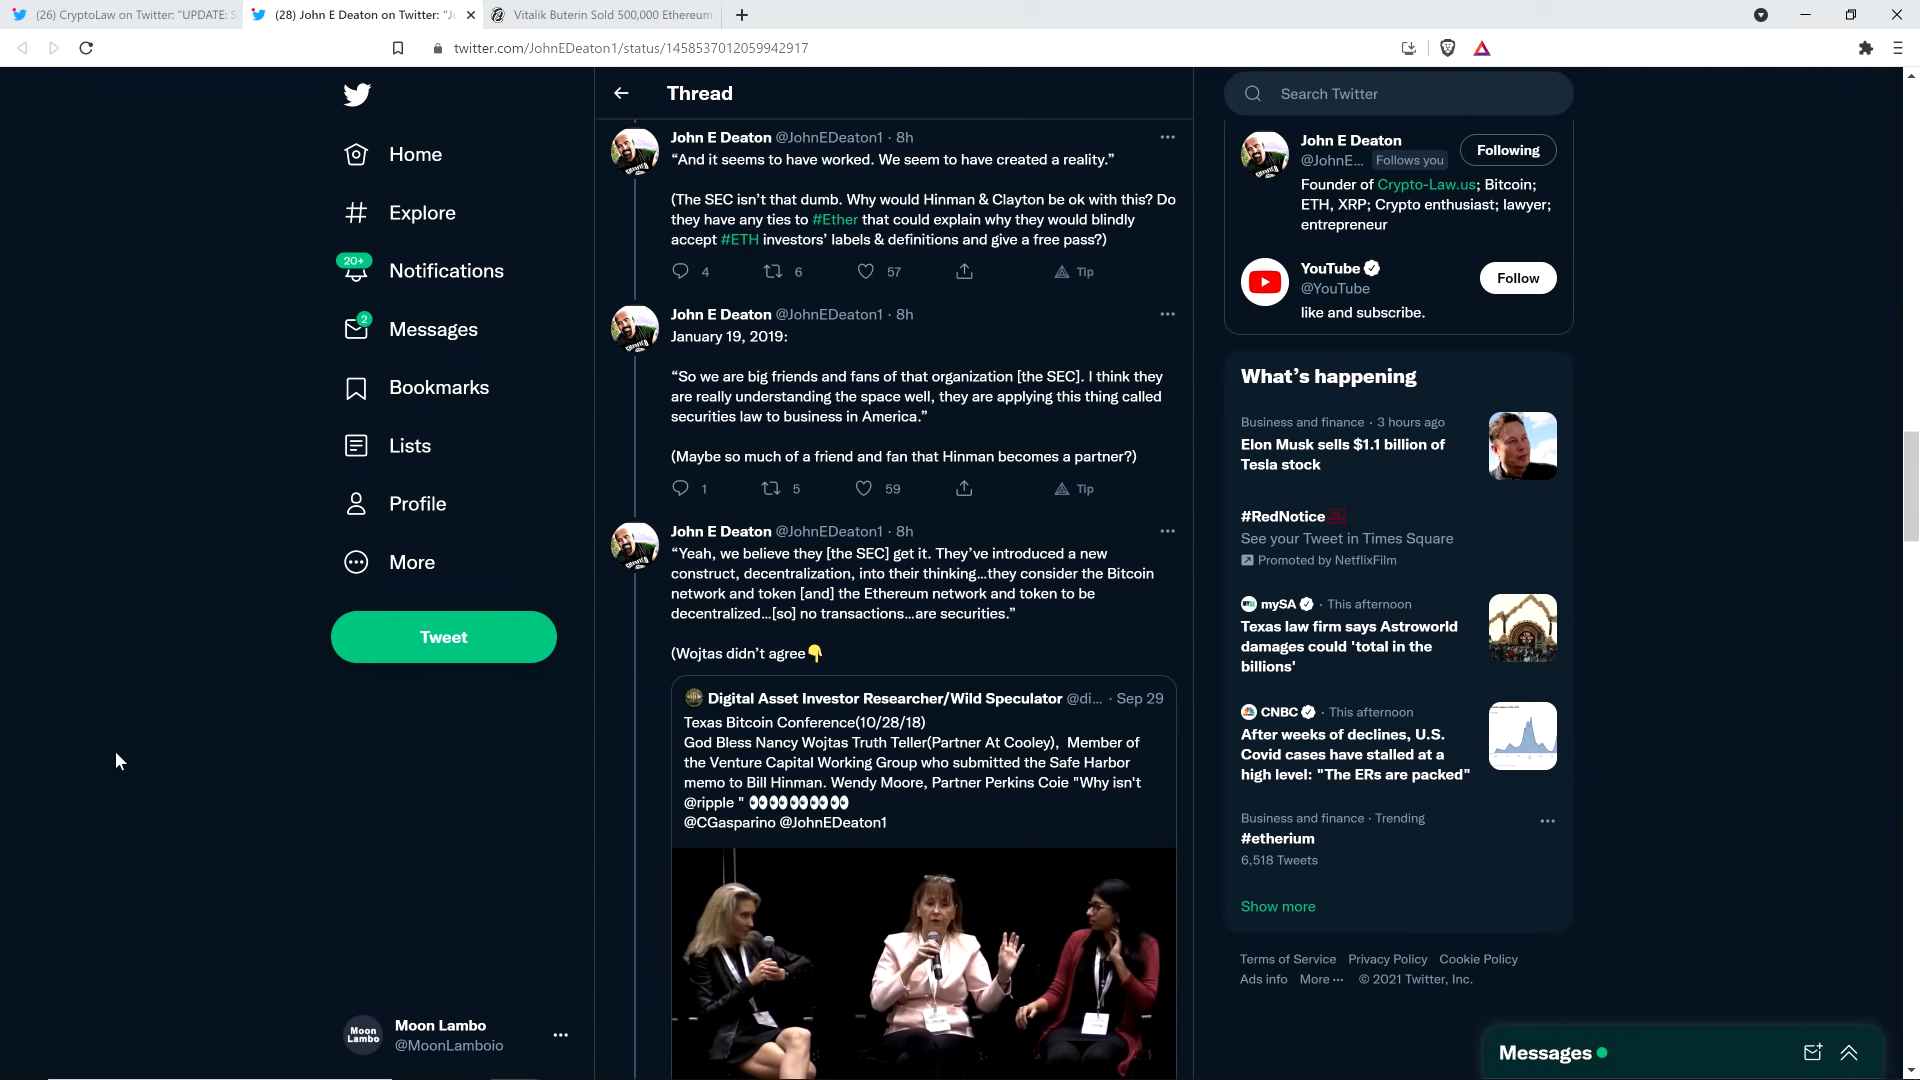 (26) CryptoLaw on Twitter: "UPDATE: S
(28) John E Deaton on Twitter: "Ju
Vitalik Buterin Sold 500,000 Ethereum
twitter.com/JohnEDeaton1/status/1458537012059942917
Home
Explore
20+
Notifications
2
Messages
Bookmarks
Lists
Profile
More
Tweet
Moon Lambo
Moon Lambo
@MoonLamboio
Thread
John E Deaton @JohnEDeaton1 · 8h
“And it seems to have worked. We seem to have created a reality.”
(The SEC isn’t that dumb. Why would Hinman & Clayton be ok with this? Do
they have any ties to #Ether that could explain why they would blindly
accept #ETH investors’ labels & definitions and give a free pass?)
4 6 57 Tip
John E Deaton @JohnEDeaton1 · 8h
January 19, 2019:
“So we are big friends and fans of that organization [the SEC]. I think they
are really understanding the space well, they are applying this thing called
securities law to business in America.”
(Maybe so much of a friend and fan that Hinman becomes a partner?)
1 5 59 Tip
John E Deaton @JohnEDeaton1 · 8h
“Yeah, we believe they [the SEC] get it. They’ve introduced a new
construct, decentralization, into their thinking…they consider the Bitcoin
network and token [and] the Ethereum network and token to be
decentralized…[so] no transactions…are securities.”
(Wojtas didn’t agree👇
Digital Asset Investor Researcher/Wild Speculator @di... · Sep 29
Texas Bitcoin Conference(10/28/18)
God Bless Nancy Wojtas Truth Teller(Partner At Cooley), Member of
the Venture Capital Working Group who submitted the Safe Harbor
memo to Bill Hinman. Wendy Moore, Partner Perkins Coie "Why isn't
@ripple " 👀👀👀👀👀
@CGasparino @JohnEDeaton1
Search Twitter
John E Deaton
@JohnE... Follows you
Following
Founder of Crypto-Law.us; Bitcoin;
ETH, XRP; Crypto enthusiast; lawyer;
entrepreneur
YouTube
@YouTube
Follow
like and subscribe.
What’s happening
Business and finance · 3 hours ago
Elon Musk sells $1.1 billion of
Tesla stock
#RedNotice
See your Tweet in Times Square
Promoted by NetflixFilm
mySA · This afternoon
Texas law firm says Astroworld
damages could 'total in the
billions'
CNBC · This afternoon
After weeks of declines, U.S.
Covid cases have stalled at a
high level: "The ERs are packed"
Business and finance · Trending
#etherium
6,518 Tweets
Show more
Terms of Service Privacy Policy Cookie Policy
Ads info More ··· © 2021 Twitter, Inc.
Messages